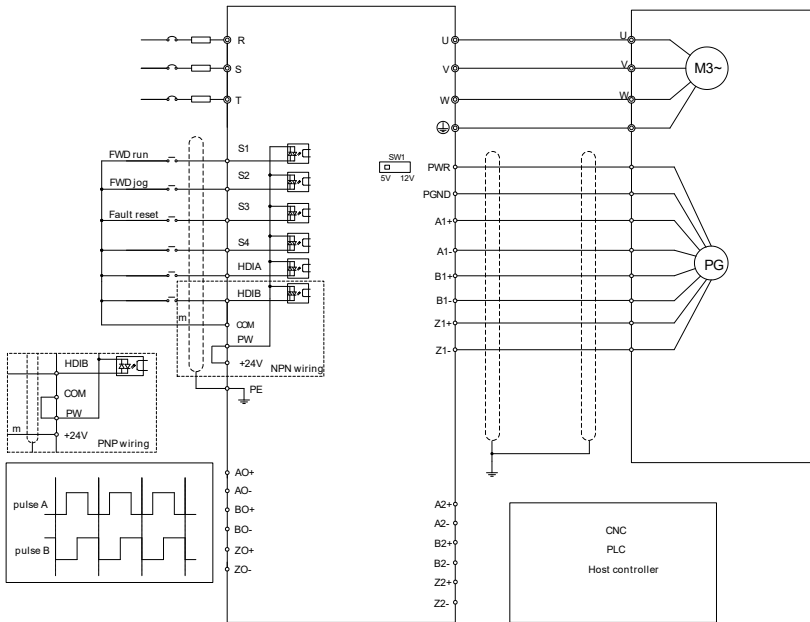 R
S
T
U
V
W
U
V
W
M3~
FWD run
S1
FWD jog
S2
Fault reset
S3
S4
HDIA
HDIB
m
COM
PW
+24V
NPN wiring
PE
SW1
5V 12V
PWR
PGND
A1+
A1-
B1+
B1-
Z1+
Z1-
PG
HDIB
COM
PW
m
+24V
PNP wiring
pulse A
pulse B
AO+
AO-
BO+
BO-
ZO+
ZO-
A2+
A2-
B2+
B2-
Z2+
Z2-
CNC
PLC
Host controller